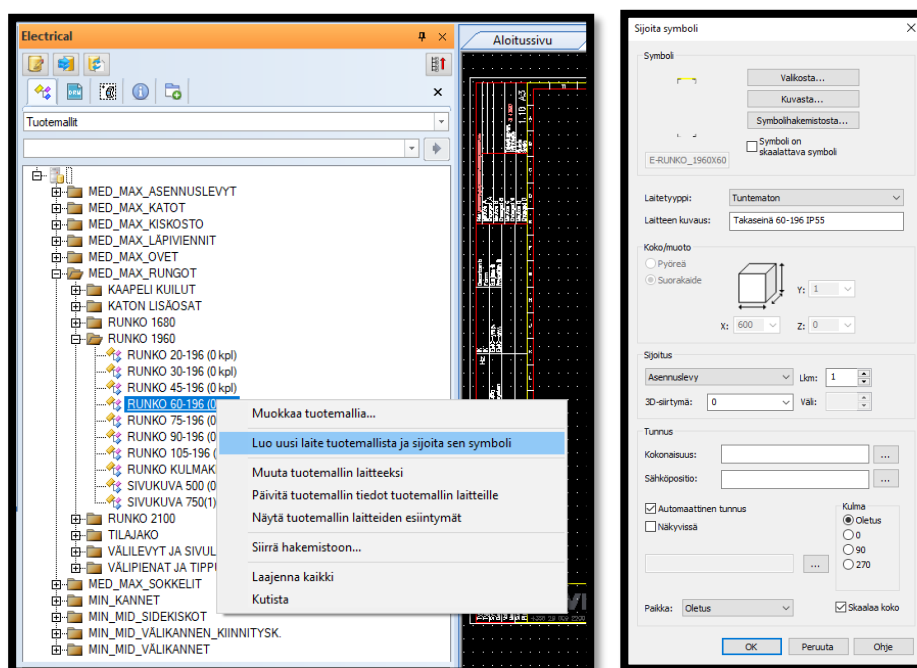 Electrical
Aloitussivu
Tuotemallit
MED_MAX_ASENNUSLEVYT
MED_MAX_KATOT
MED_MAX_KISKOSTO
MED_MAX_LÄPIVIENNIT
MED_MAX_OVET
MED_MAX_RUNGOT
KAAPELI KUILUT
KATON LISÄOSAT
RUNKO 1680
RUNKO 1960
RUNKO 20-196 (0 kpl)
RUNKO 30-196 (0 kpl)
RUNKO 45-196 (0 kpl)
RUNKO 60-196 (0
RUNKO 75-196 (0
RUNKO 90-196 (0
RUNKO 105-196 (
RUNKO KULMAK
SIVUKUVA 500 (0
SIVUKUVA 750(1)
RUNKO 2100
TILAJAKO
VÄLILEVYT JA SIVUL
VÄLIPIENAT JA TIPPU
MED_MAX_SOKKELIT
MIN_KANNET
MIN_MID_SIDEKISKOT
MIN_MID_VÄLIKANNEN_KIINNITYSK.
MIN_MID_VÄLIKANNET
Muokkaa tuotemallia...
Luo uusi laite tuotemallista ja sijoita sen symboli
Muuta tuotemallin laitteeksi
Päivitä tuotemallin tiedot tuotemallin laitteille
Näytä tuotemallin laitteiden esiintymät
Siirrä hakemistoon...
Laajenna kaikki
Kutista
1.10 A3
Sijoita symboli
Symboli
Valikosta...
Kuvasta...
Symbolihakemistosta...
Symboli on
skaalattava symboli
E-RUNKO_1960X60
Laitetyyppi: Tuntematon
Laitteen kuvaus: Takaseinä 60-196 IP55
Koko/muoto
Pyöreä
Suorakaide
Y: 1
X: 600 Z: 0
Sijoitus
Asennuslevy Lkm: 1
3D-siirtymä: 0 Väli:
Tunnus
Kokonaisuus: ...
Sähköpositio: ...
Automaattinen tunnus
Näkyvissä
...
Kulma
Oletus
0
90
270
Paikka: Oletus Skaalaa koko
OK Peruuta Ohje